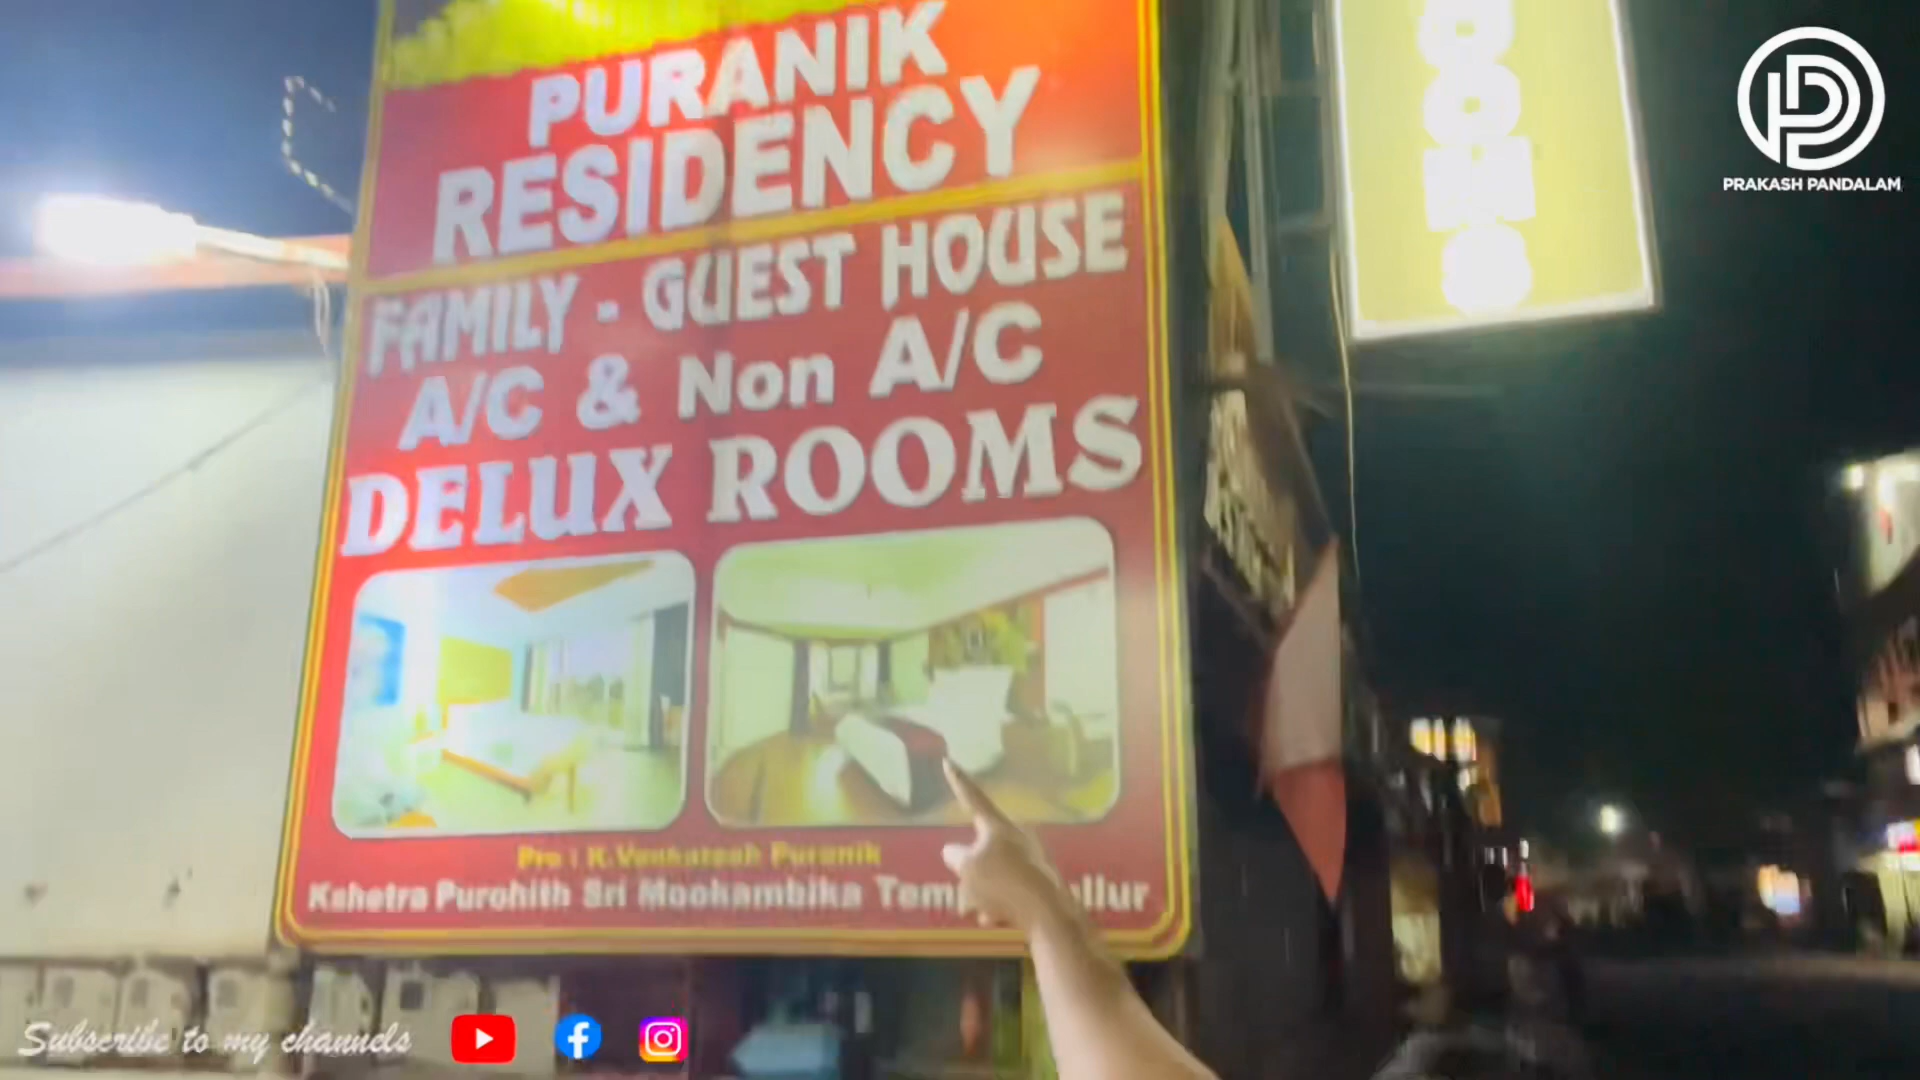 PURANIK
RESIDENCY
FAMILY - GUEST HOUSE
A/C & Non A/C
DELUX ROOMS
Pro : K.Venkatesh Puranik
Kshetra Purohith Sri Mookambika
PRAKASH PANDALAM
Subscribe to my channels